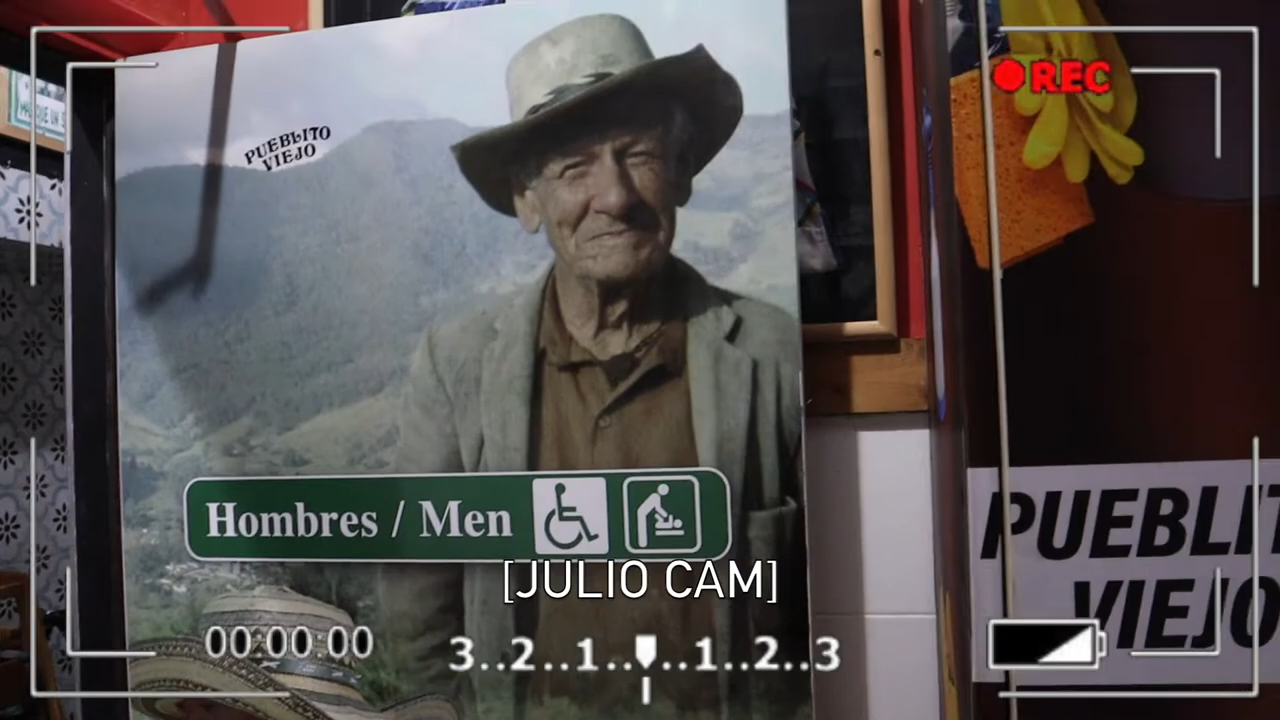 PUEBLITO
VIEJO
REC
Hombres / Men
[JULIO CAM]
PUEBLIT
VIEJO
00:00:00
3..2..1..
..1..2..3